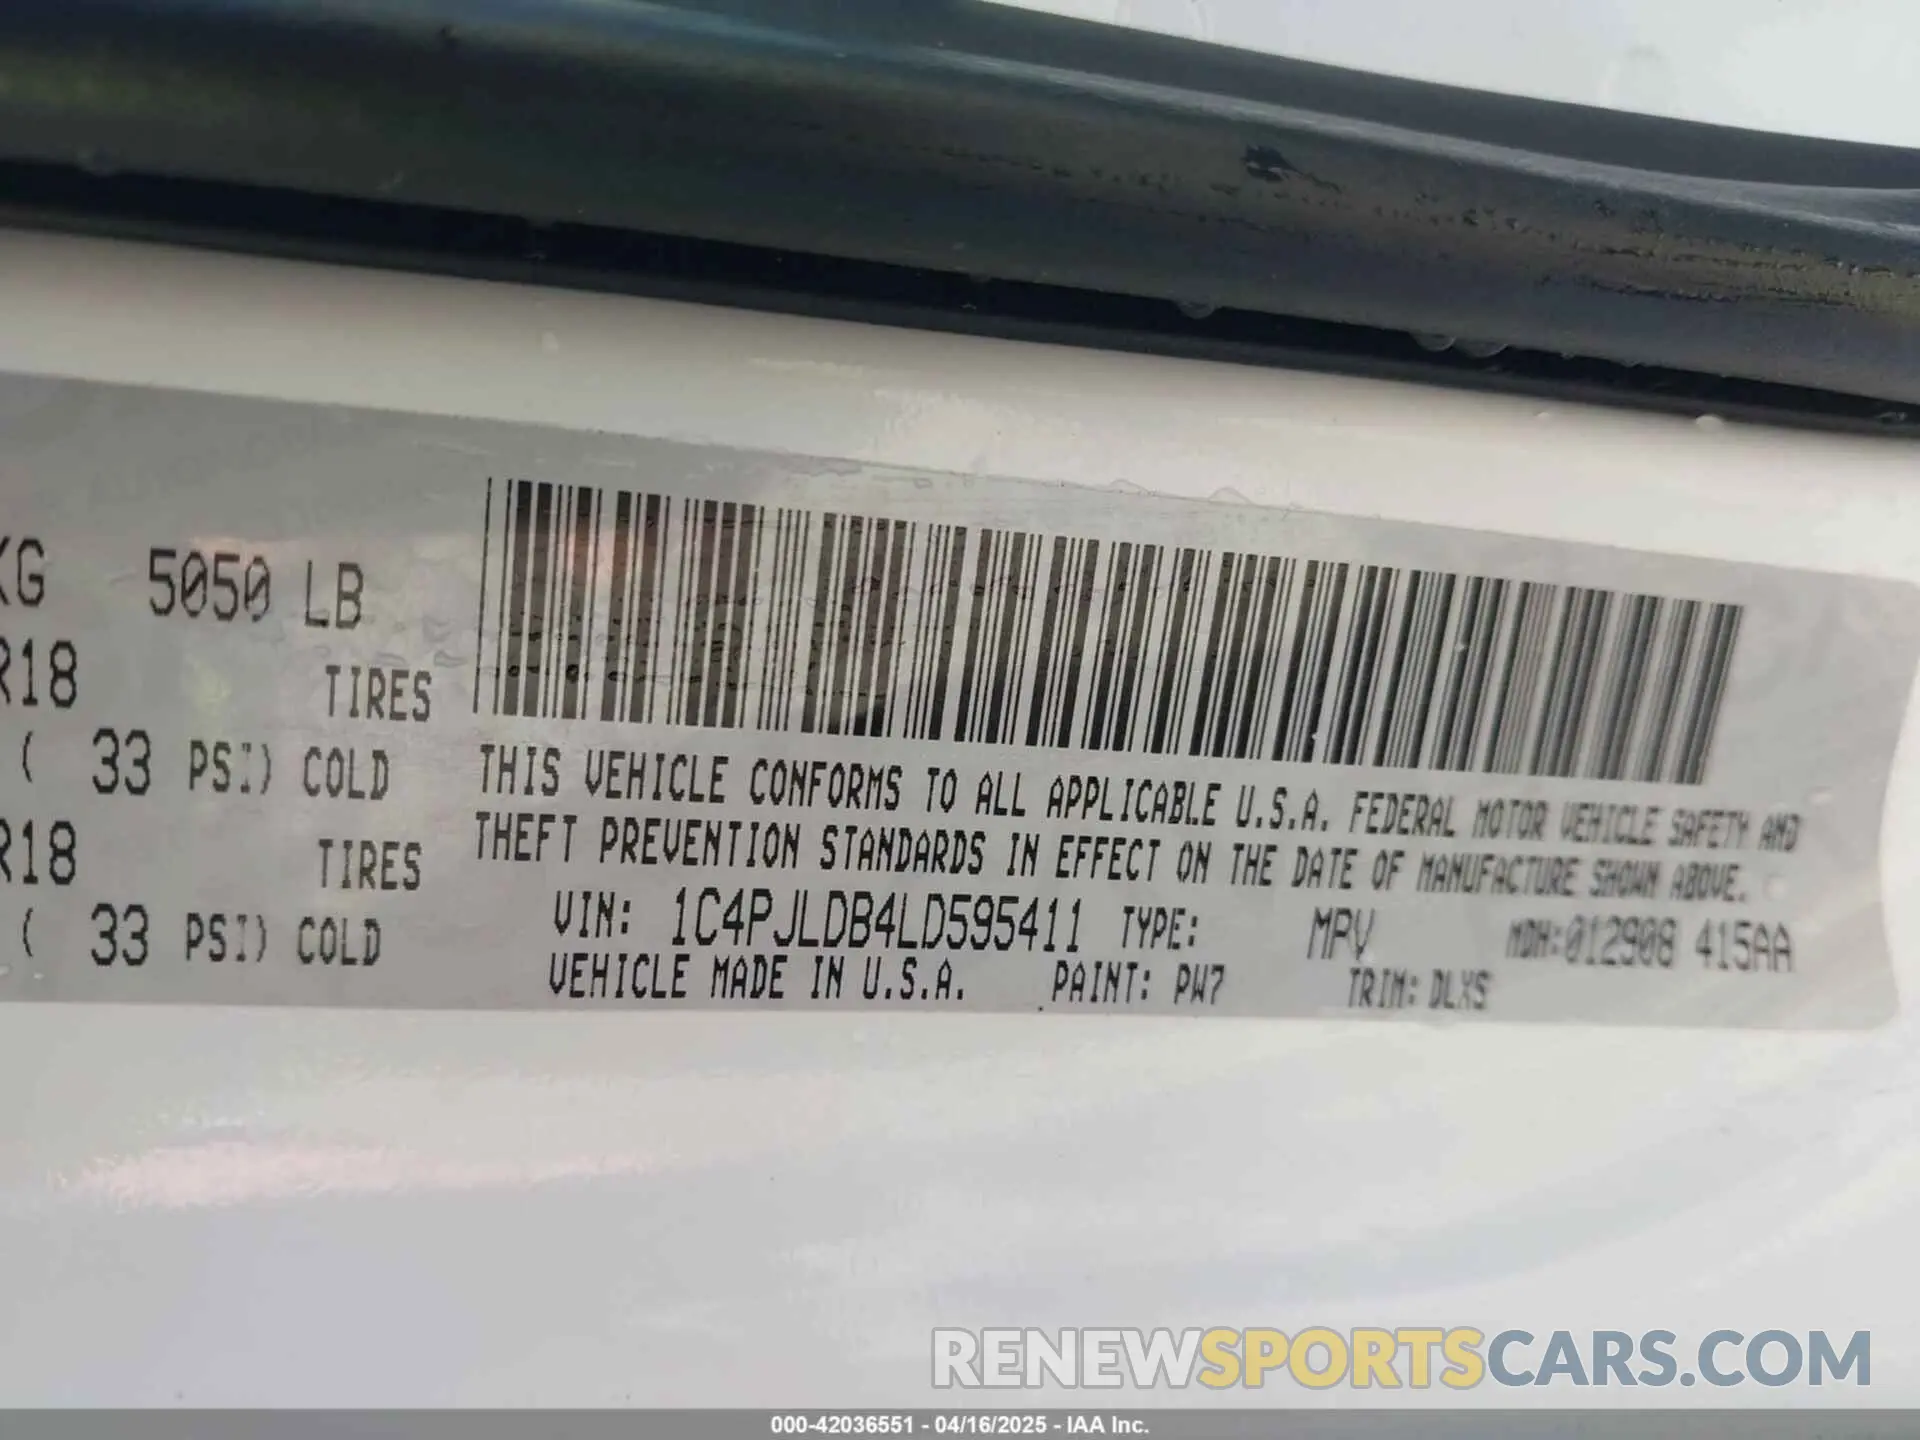 KG 5050 LB
R18 TIRES
( 33 PSI) COLD
R18 TIRES
( 33 PSI) COLD
THIS VEHICLE CONFORMS TO ALL APPLICABLE U.S.A. FEDERAL MOTOR VEHICLE SAFETY AND
THEFT PREVENTION STANDARDS IN EFFECT ON THE DATE OF MANUFACTURE SHOWN ABOVE.
VIN: 1C4PJLDB4LD595411 TYPE: MPV MDH:012908 415AA
VEHICLE MADE IN U.S.A. PAINT: PW7 TRIM: DLXS
RENEWSPORTSCARS.COM
000-42036551 - 04/16/2025 - IAA Inc.